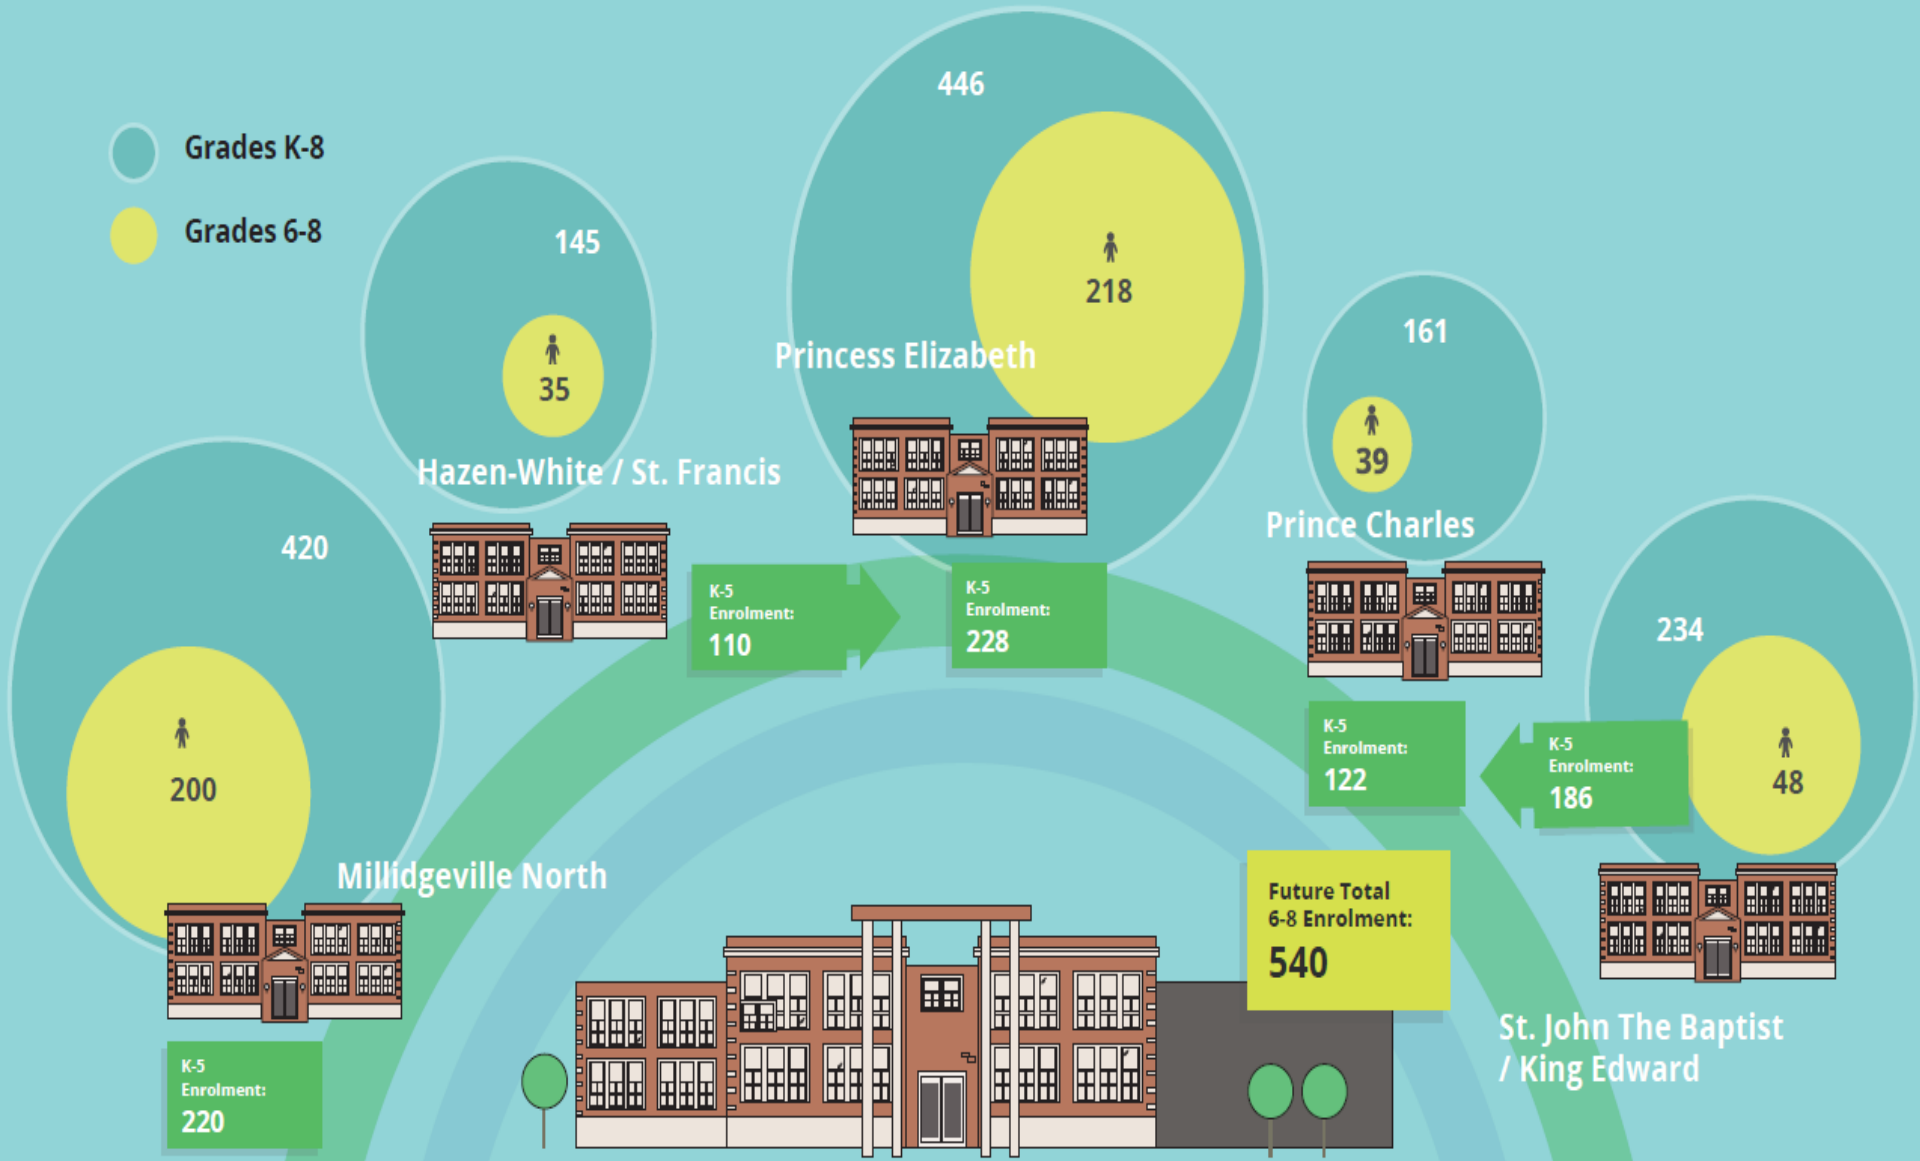 Grades K-8
Grades 6-8
446
218
Princess Elizabeth
145
35
Hazen-White / St. Francis
161
39
Prince Charles
420
200
Millidgeville North
234
48
St. John The Baptist
/ King Edward
K-5
Enrolment:
110
K-5
Enrolment:
228
K-5
Enrolment:
122
K-5
Enrolment:
186
Future Total
6-8 Enrolment:
540
K-5
Enrolment:
220